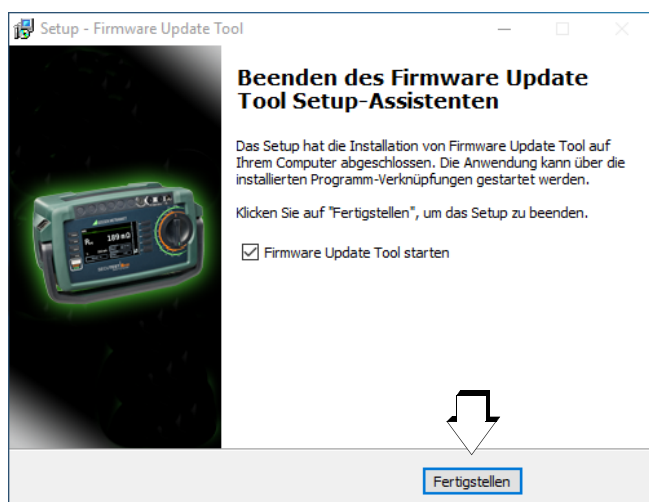 Setup - Firmware Update Tool
Beenden des Firmware Update
Tool Setup-Assistenten
Das Setup hat die Installation von Firmware Update Tool auf
Ihrem Computer abgeschlossen. Die Anwendung kann über die
installierten Programm-Verknüpfungen gestartet werden.
Klicken Sie auf "Fertigstellen", um das Setup zu beenden.
Firmware Update Tool starten
189 mΩ
Fertigstellen